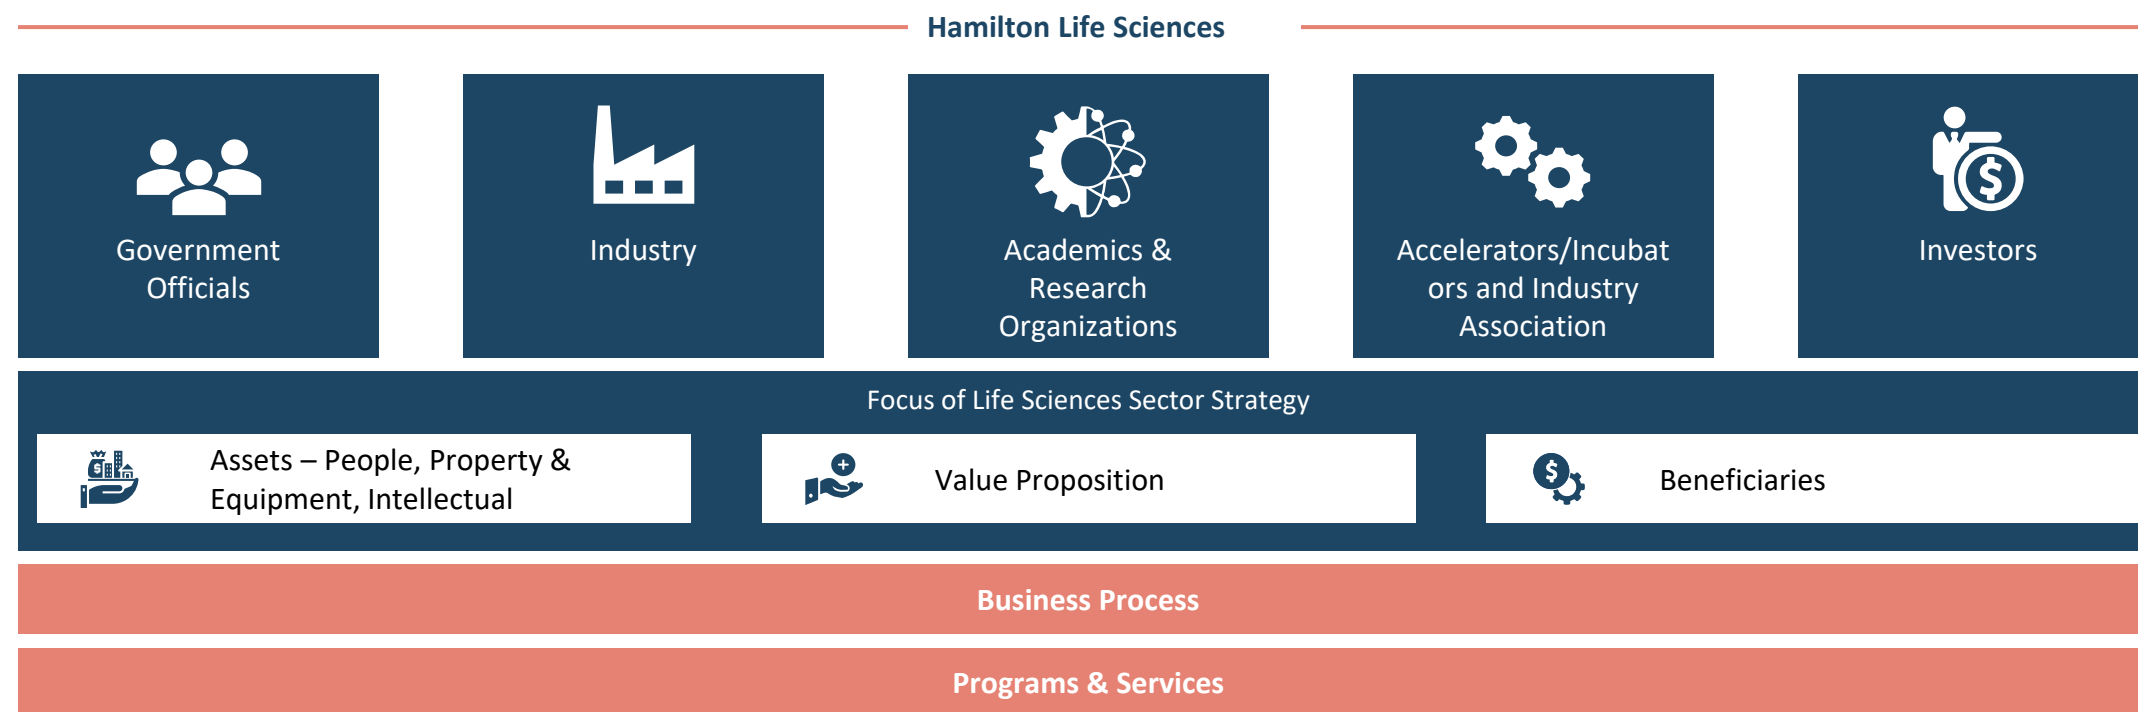 Hamilton Life Sciences
Government
Officials
Industry
Academics &
Research
Organizations
Accelerators/Incubat
ors and Industry
Association
Investors
Focus of Life Sciences Sector Strategy
Assets – People, Property &
Equipment, Intellectual
Value Proposition
Beneficiaries
Business Process
Programs & Services